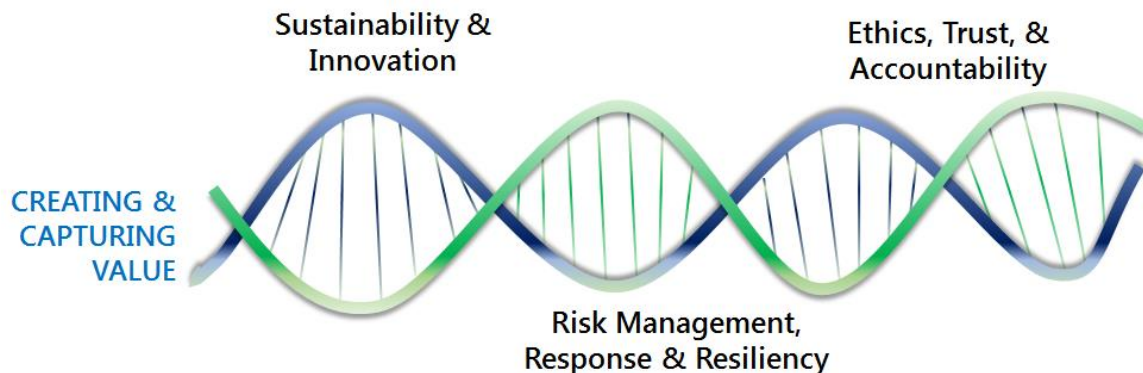 Sustainability &
Innovation
Ethics, Trust, &
Accountability
CREATING &
CAPTURING
VALUE
Risk Management,
Response & Resiliency